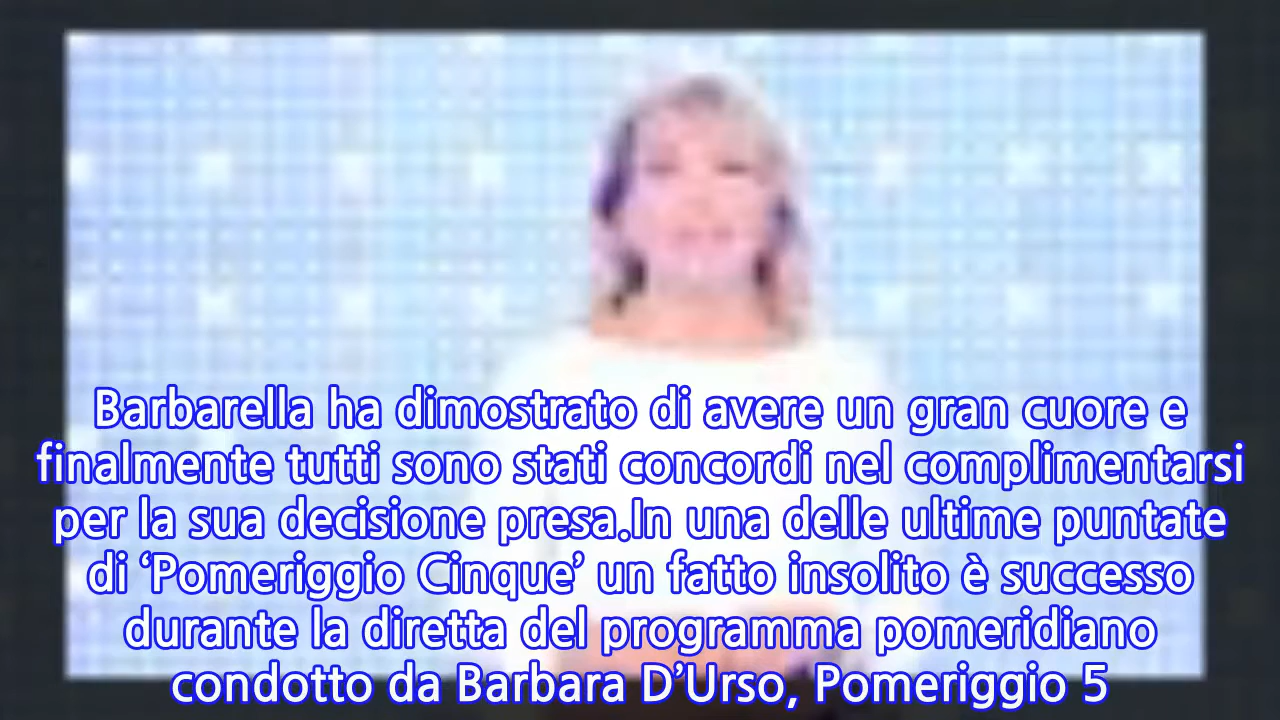 Barbarella ha dimostrato di avere un gran cuore e
finalmente tutti sono stati concordi nel complimentarsi
per la sua decisione presa.In una delle ultime puntate
di ‘Pomeriggio Cinque’ un fatto insolito è successo
durante la diretta del programma pomeridiano
condotto da Barbara D’Urso, Pomeriggio 5